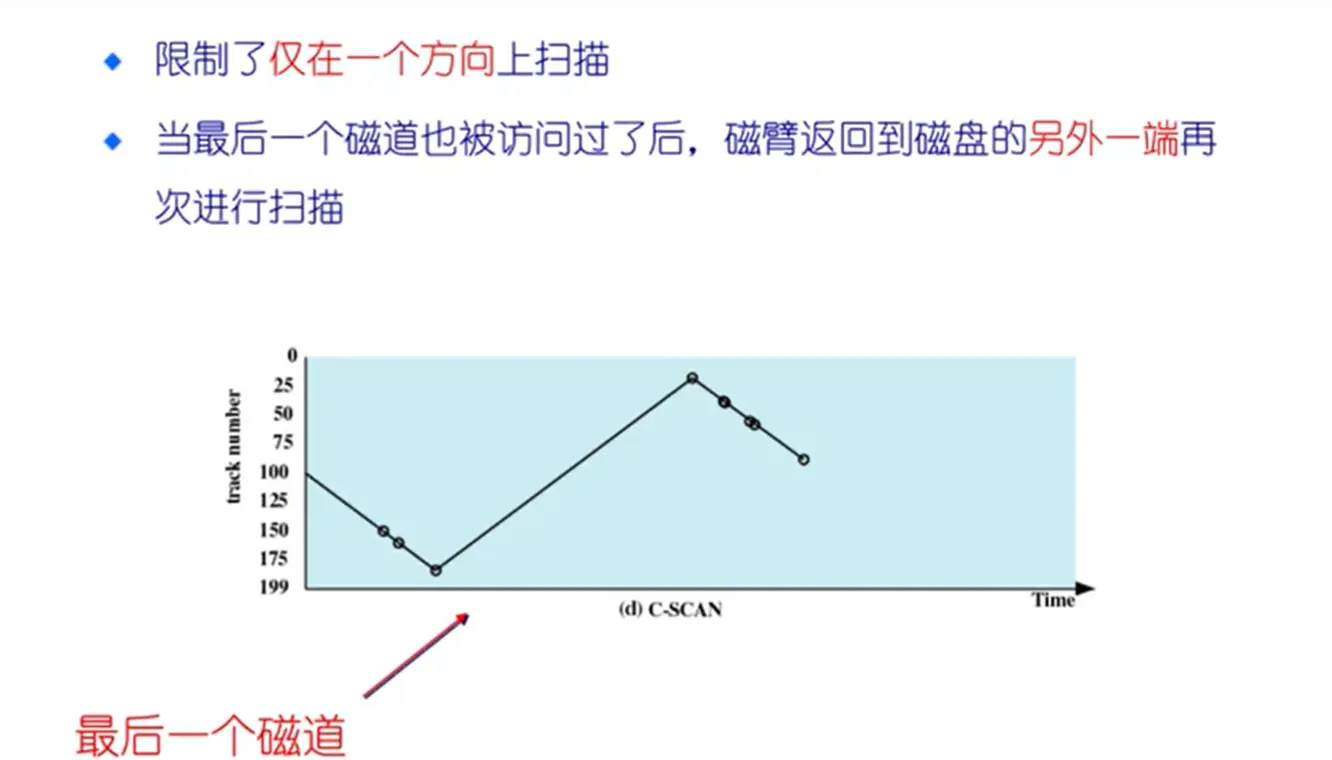 限制了仅在一个方向上扫描
当最后一个磁道也被访问过了后，磁臂返回到磁盘的另外一端再
次进行扫描
0
25
50
75
100
125
150
175
199
track number
Time
(d) C-SCAN
最后一个磁道